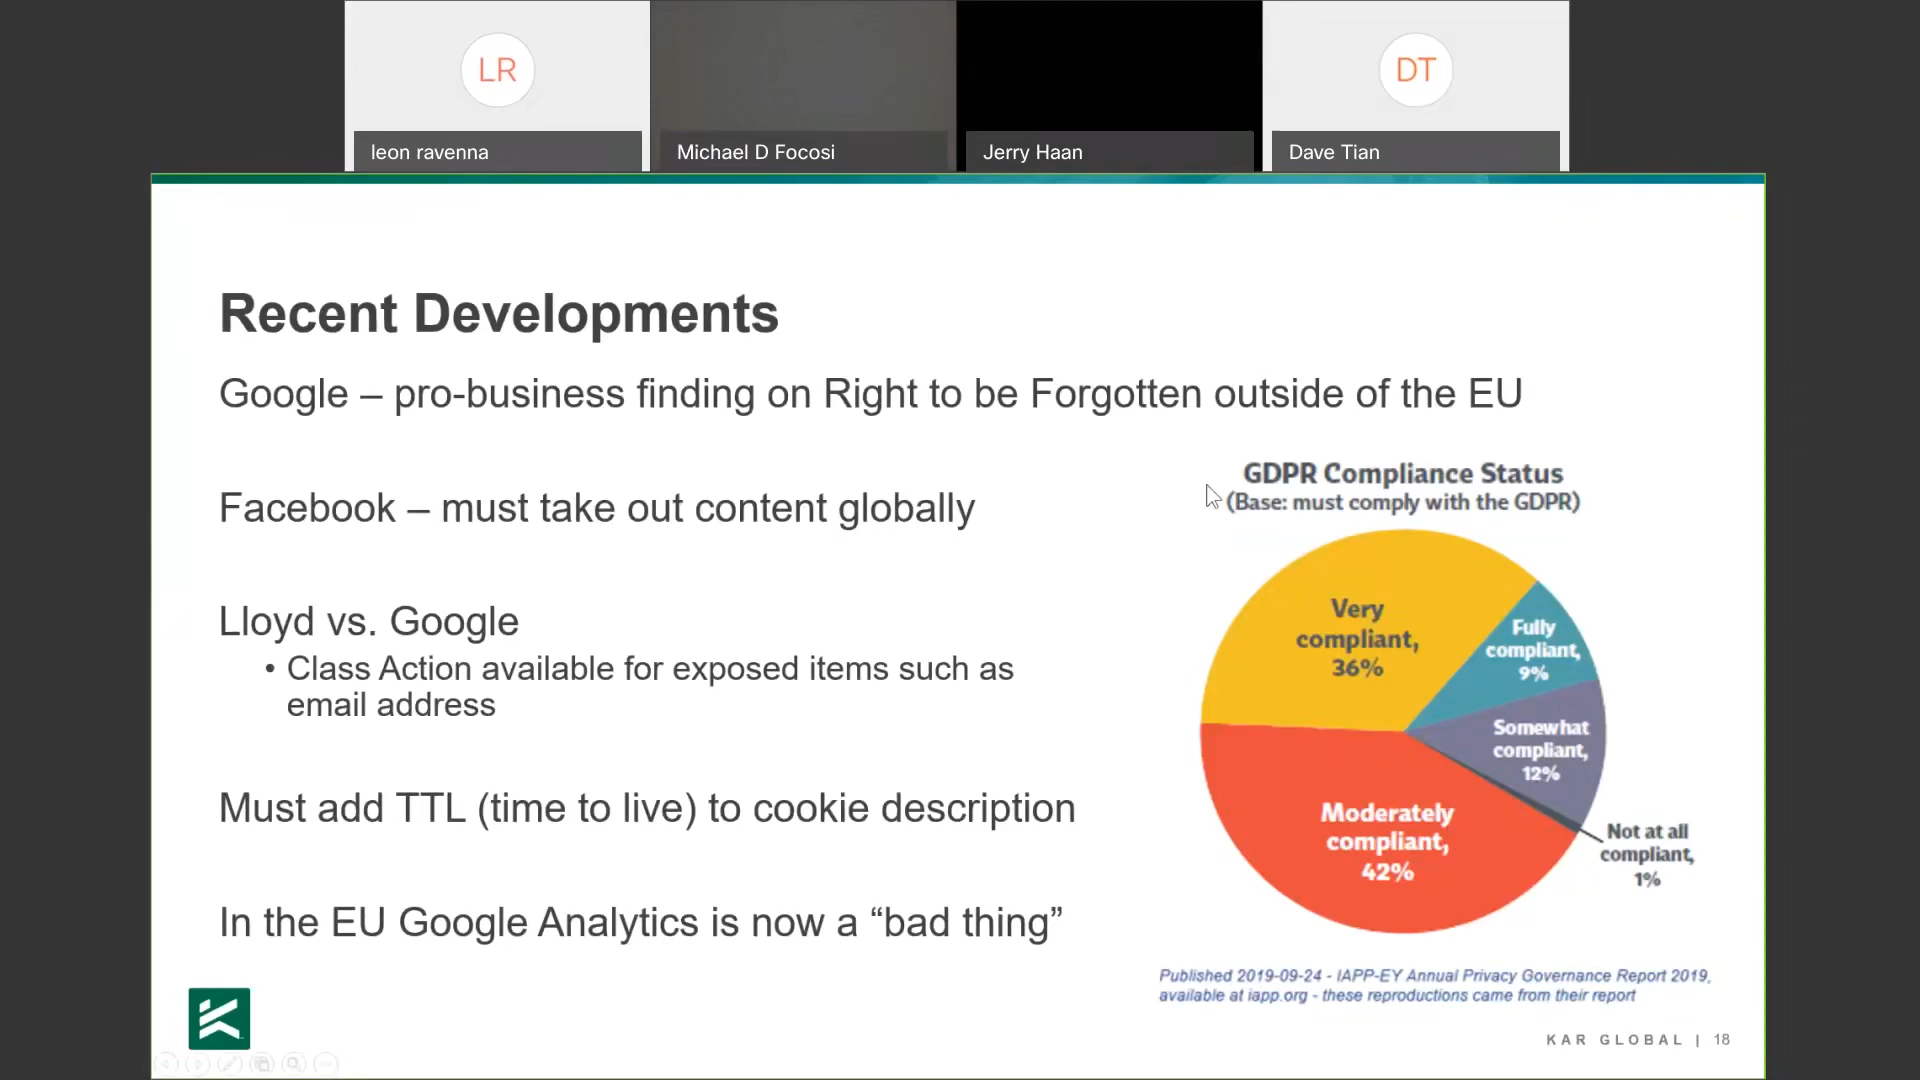 LR
DT
leon ravenna
Michael D Focosi
Jerry Haan
Dave Tian
Recent Developments
Google – pro-business finding on Right to be Forgotten outside of the EU
Facebook – must take out content globally
Lloyd vs. Google
• Class Action available for exposed items such as
email address
Must add TTL (time to live) to cookie description
In the EU Google Analytics is now a “bad thing”
GDPR Compliance Status
(Base: must comply with the GDPR)
Very
compliant,
36%
Fully
compliant,
9%
Somewhat
compliant,
12%
Moderately
compliant,
42%
Not at all
compliant,
1%
Published 2019-09-24 - IAPP-EY Annual Privacy Governance Report 2019,
available at iapp.org - these reproductions came from their report
KAR GLOBAL | 18